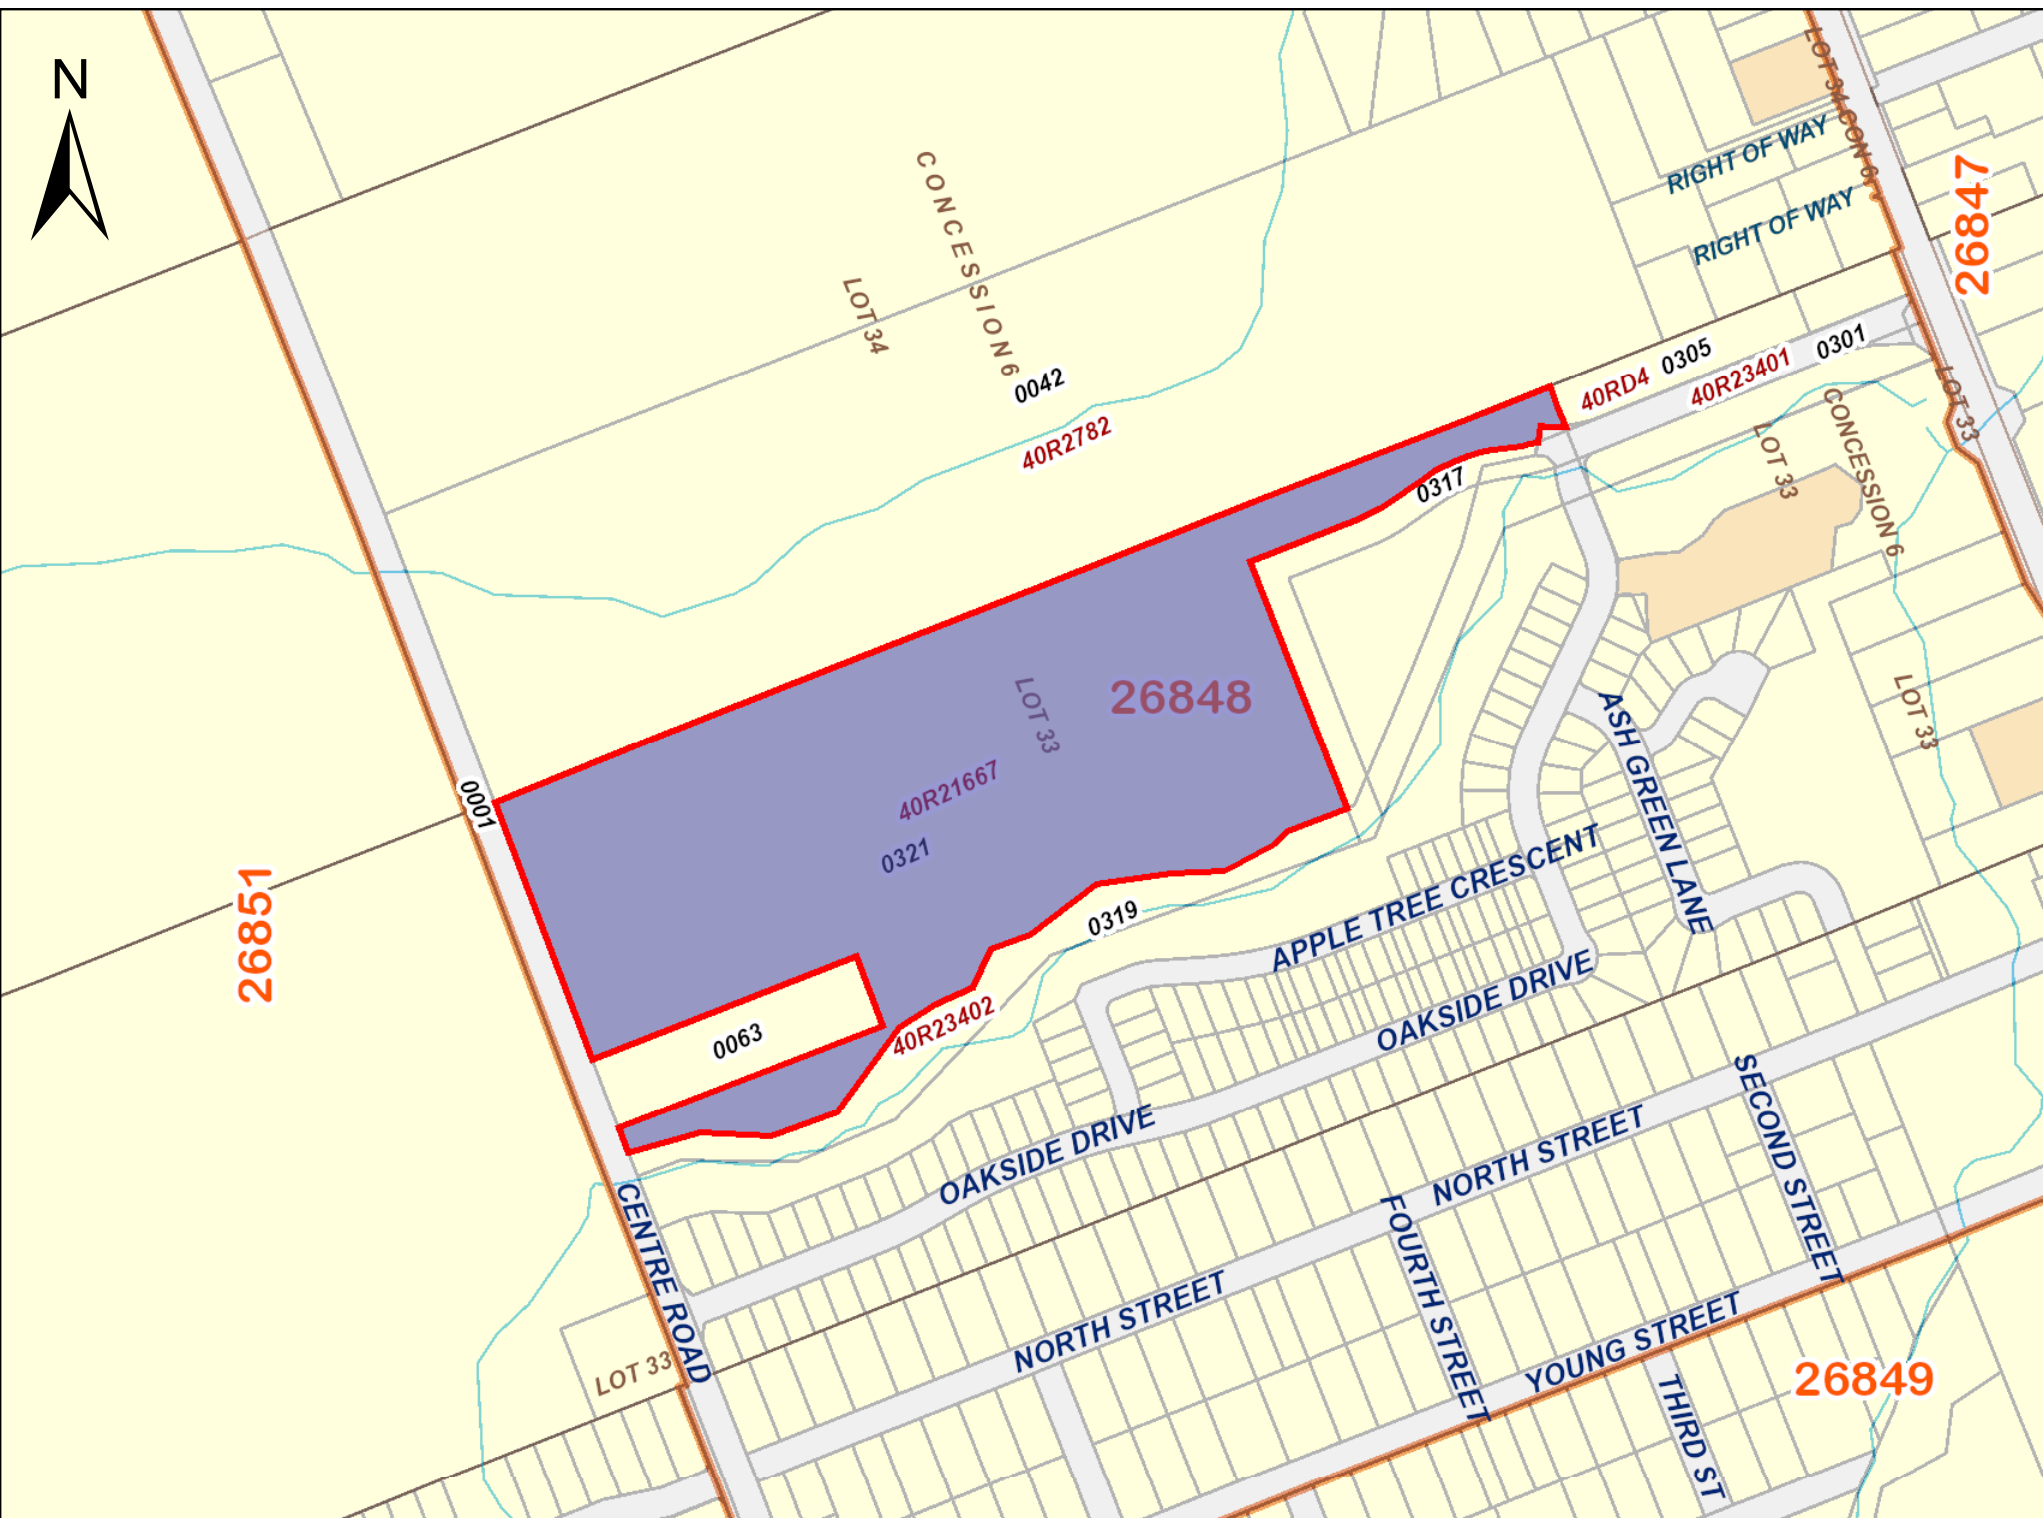 N
LOT 34 CON 6
RIGHT OF WAY
26847
RIGHT OF WAY
CONCESSION 6
LOT 34
0042
40R2782
0301
0305
40R23401
40RD4
LOT 33
CONCESSION 6
LOT 33
0317
LOT 33
26848
LOT 33
ASH GREEN LANE
40R21667
0001
0321
APPLE TREE CRESCENT
26851
0319
OAKSIDE DRIVE
40R23402
0063
SECOND STREET
OAKSIDE DRIVE
NORTH STREET
CENTRE ROAD
FOURTH STREET
NORTH STREET
YOUNG STREET
26849
LOT 33
THIRD ST